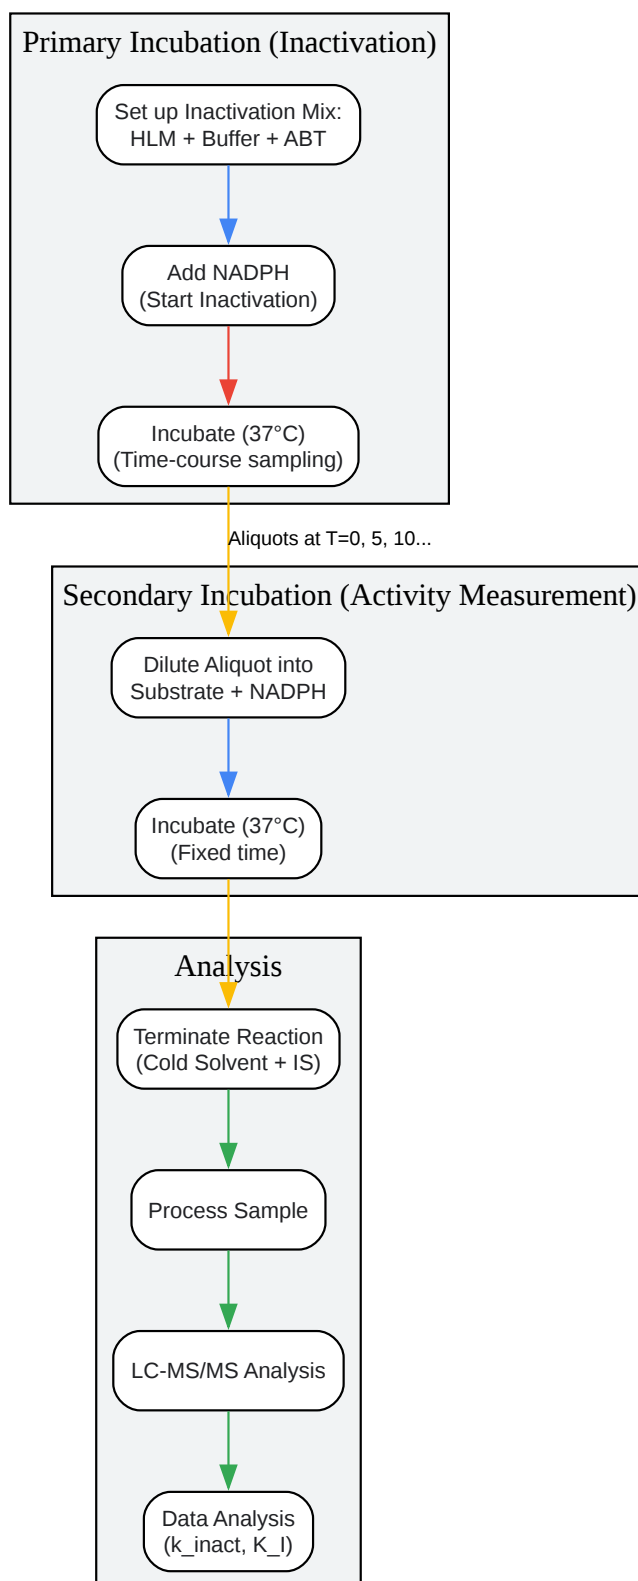 Primary Incubation (Inactivation)
Set up Inactivation Mix:
HLM + Buffer + ABT
Add NADPH
(Start Inactivation)
Incubate (37°C)
(Time-course sampling)
Aliquots at T=0, 5, 10...
Secondary Incubation (Activity Measurement)
Dilute Aliquot into
Substrate + NADPH
Incubate (37°C)
(Fixed time)
Analysis
Terminate Reaction
(Cold Solvent + IS)
Process Sample
LC-MS/MS Analysis
Data Analysis
(k_inact, K_I)